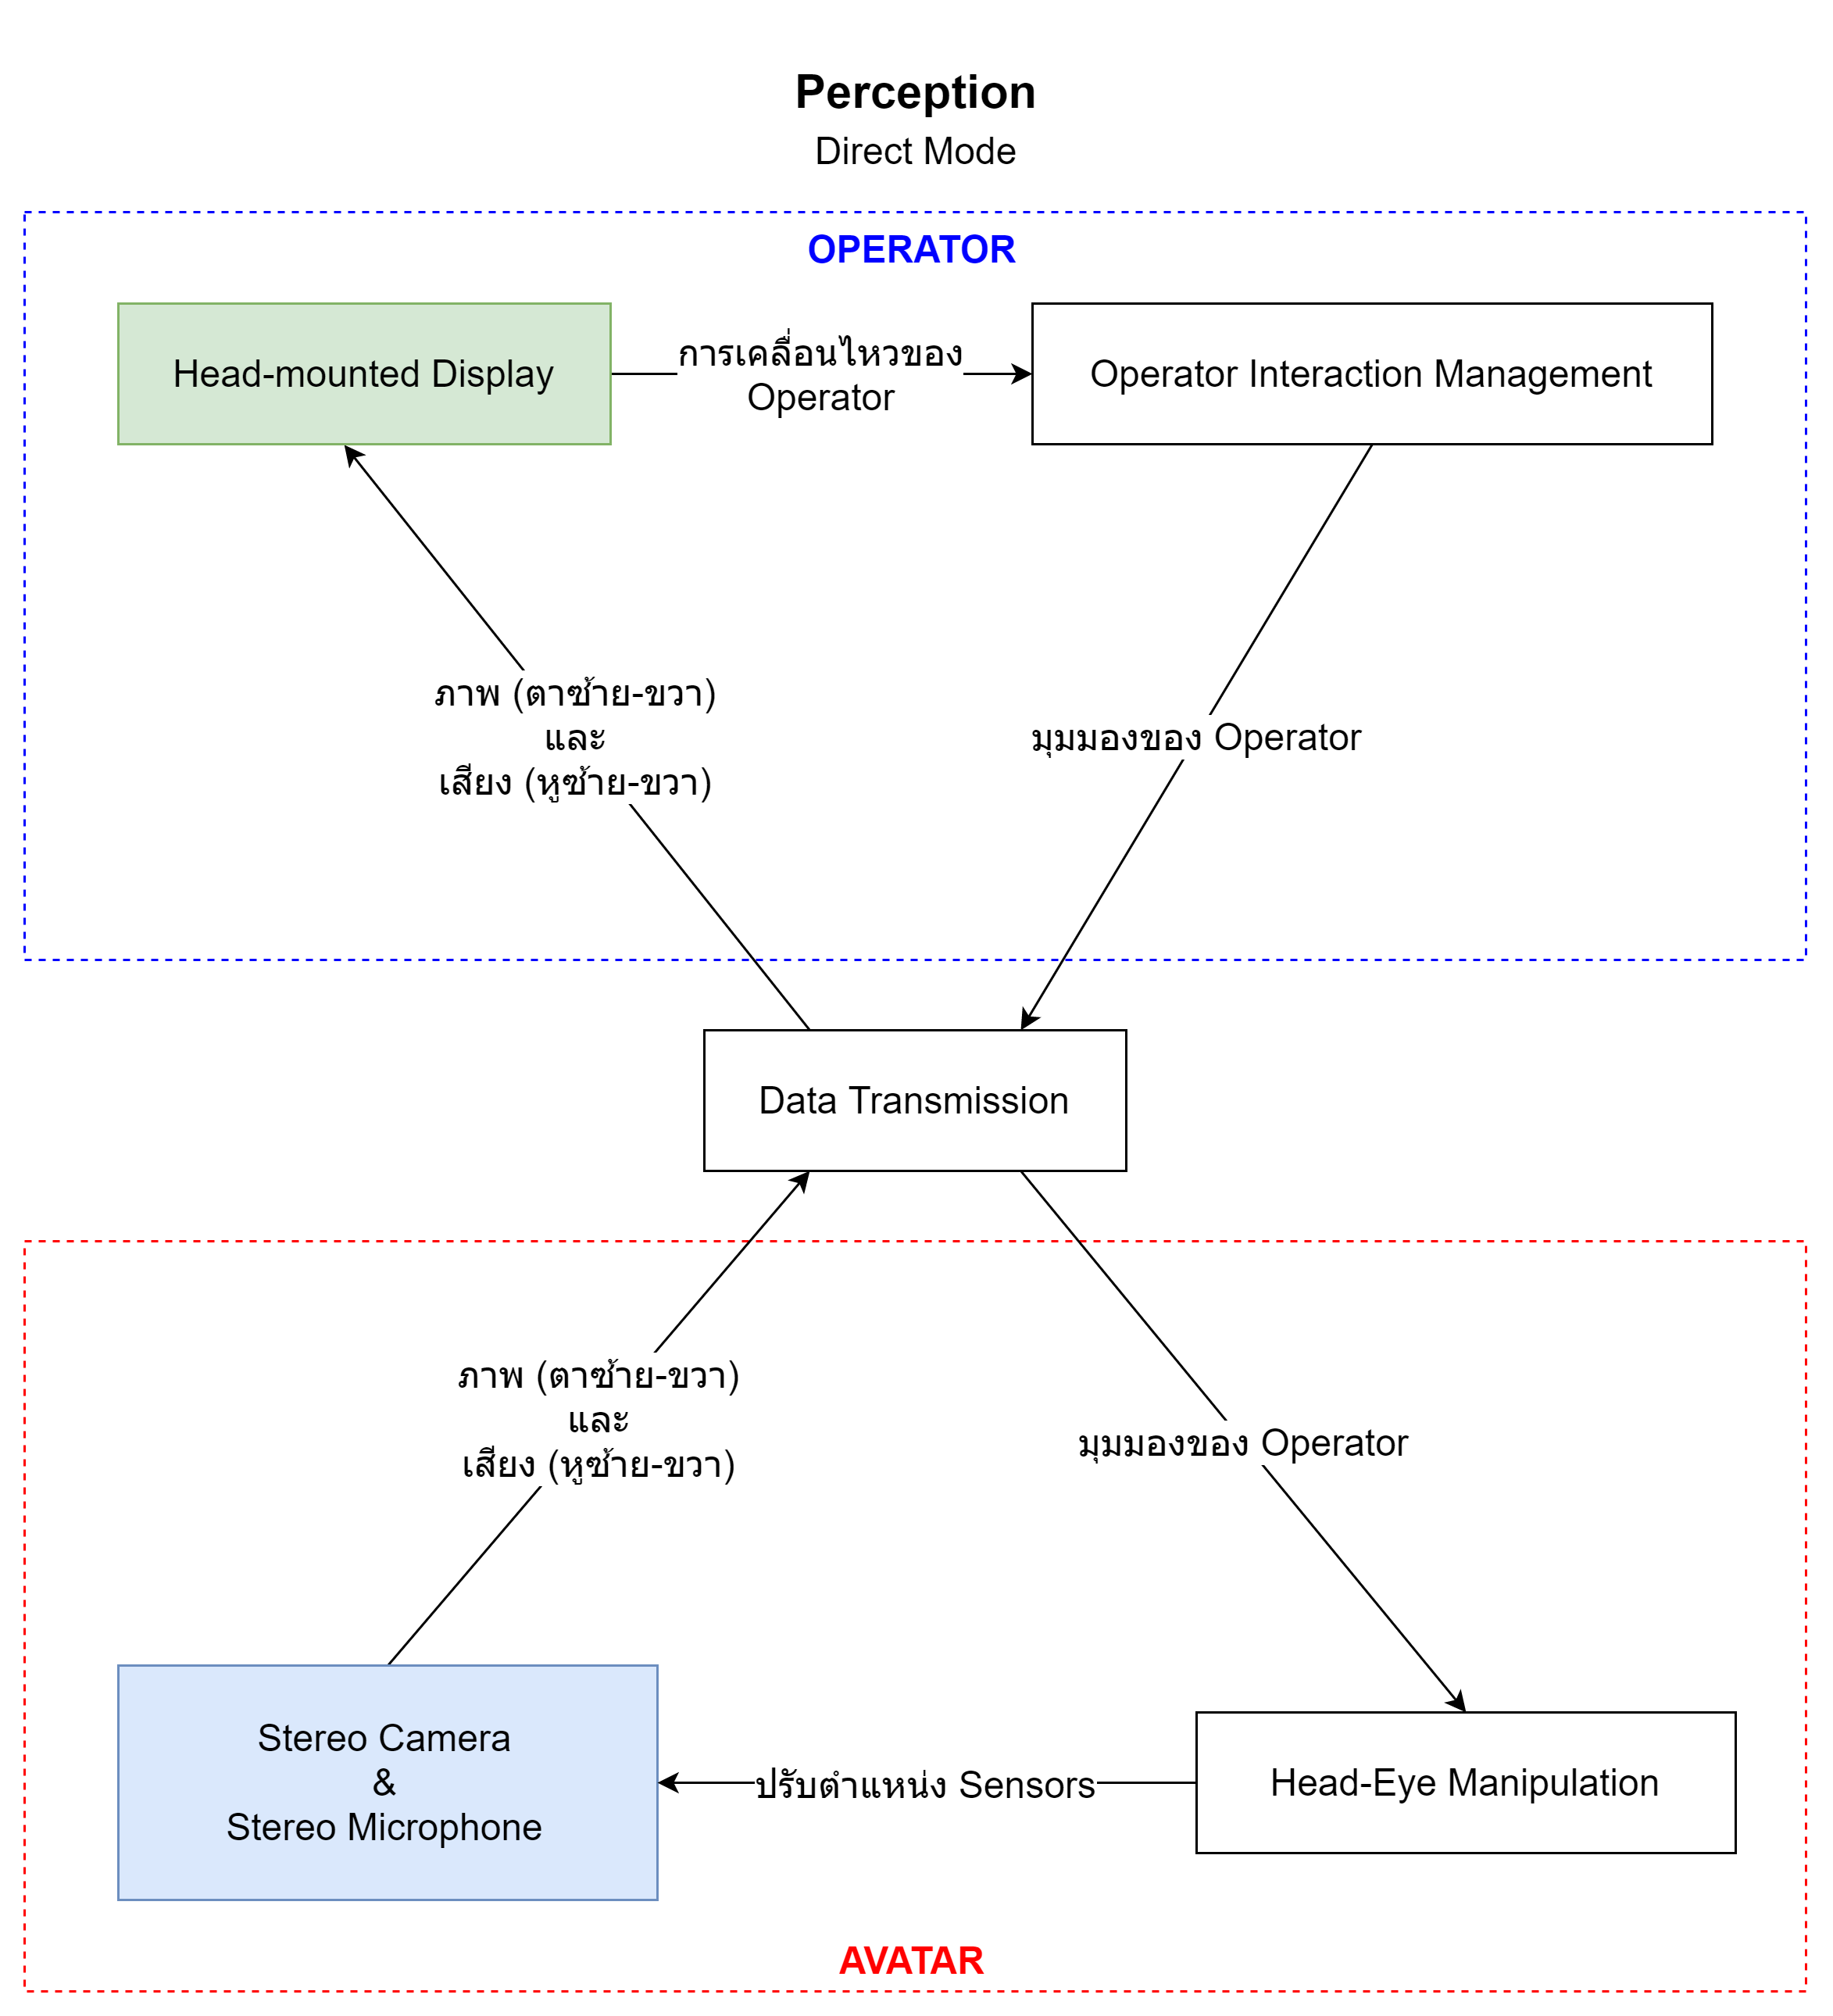 Perception
Direct Mode
OPERATOR
Head-mounted Display
การเคลื่อนไหวของ
Operator
Operator Interaction Management
ภาพ (ตาซ้าย-ขวา)
และ
เสียง (หูซ้าย-ขวา)
มุมมองของ Operator
Data Transmission
ภาพ (ตาซ้าย-ขวา)
และ
เสียง (หูซ้าย-ขวา)
มุมมองของ Operator
Stereo Camera
&
Stereo Microphone
ปรับตำแหน่ง Sensors
Head-Eye Manipulation
AVATAR